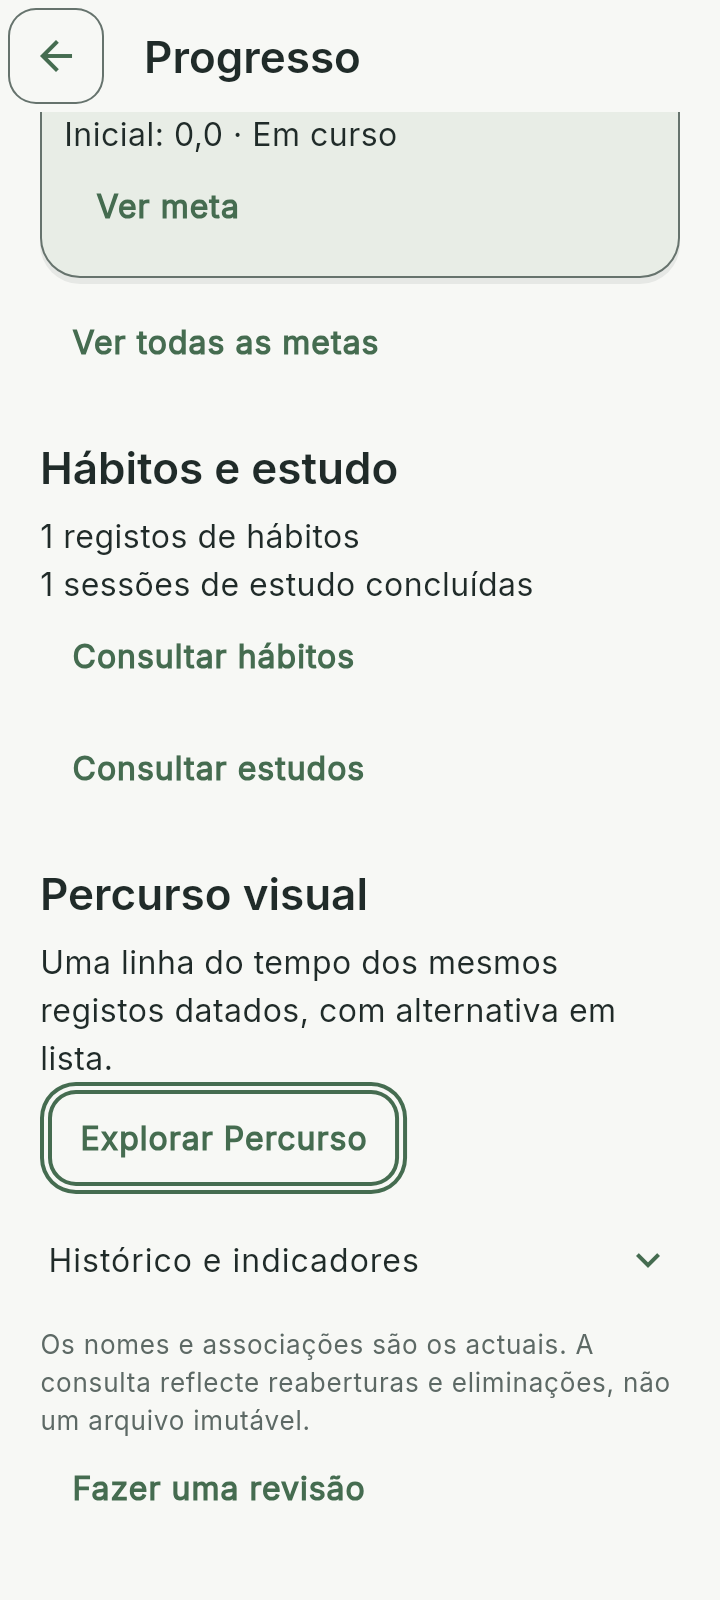 Progresso
Inicial: 0,0 · Em curso
Ver meta
Ver todas as metas
Hábitos e estudo
1 registos de hábitos
1 sessões de estudo concluídas
Consultar hábitos
Consultar estudos
Percurso visual
Uma linha do tempo dos mesmos
registos datados, com alternativa em
lista.
Explorar Percurso
Histórico e indicadores
Os nomes e associações são os actuais. A
consulta reflecte reaberturas e eliminações, não
um arquivo imutável.
Fazer uma revisão